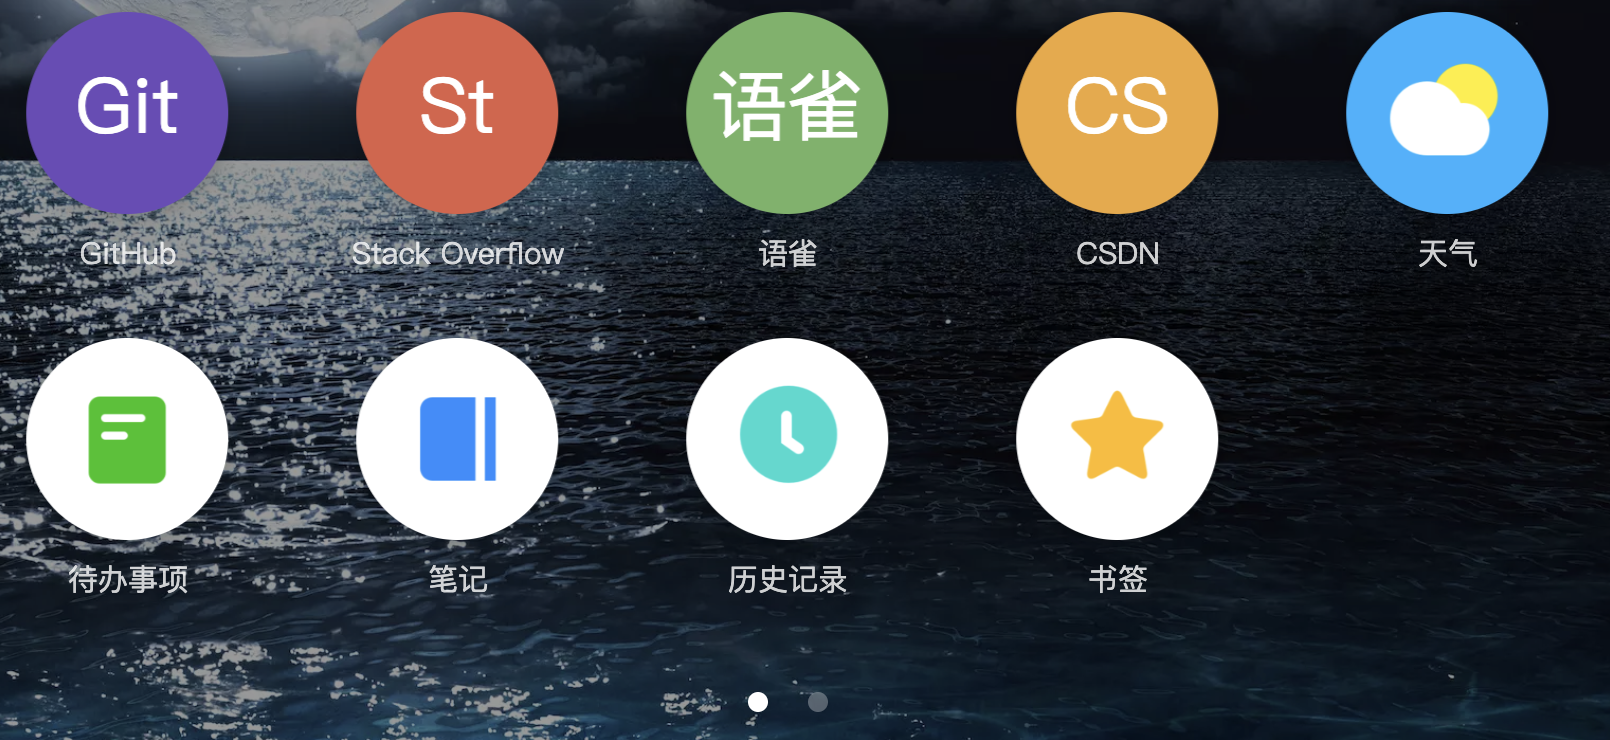 Git
St
语雀
CS
GitHub
Stack Overflow
语雀
CSDN
天气
待办事项
笔记
历史记录
书签